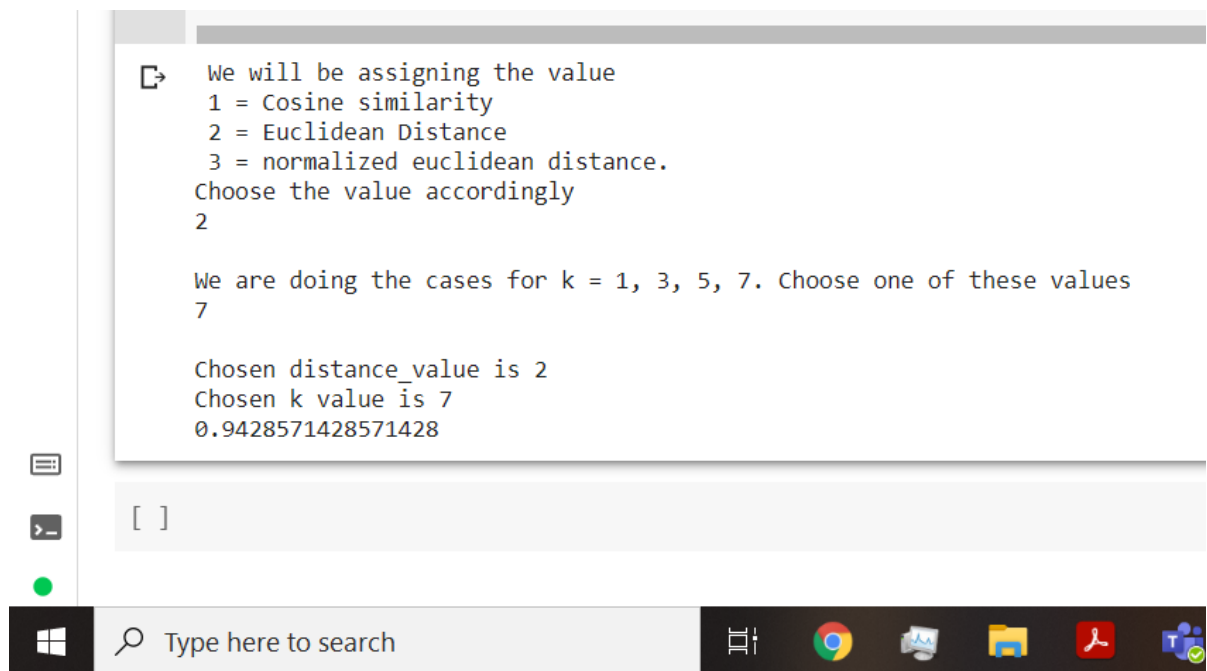 We will be assigning the value
1 = Cosine similarity
2 = Euclidean Distance
3 = normalized euclidean distance.
Choose the value accordingly
2
We are doing the cases for k = 1, 3, 5, 7. Choose one of these values
7
Chosen distance_value is 2
Chosen k value is 7
0.9428571428571428
[ ]
Type here to search
T